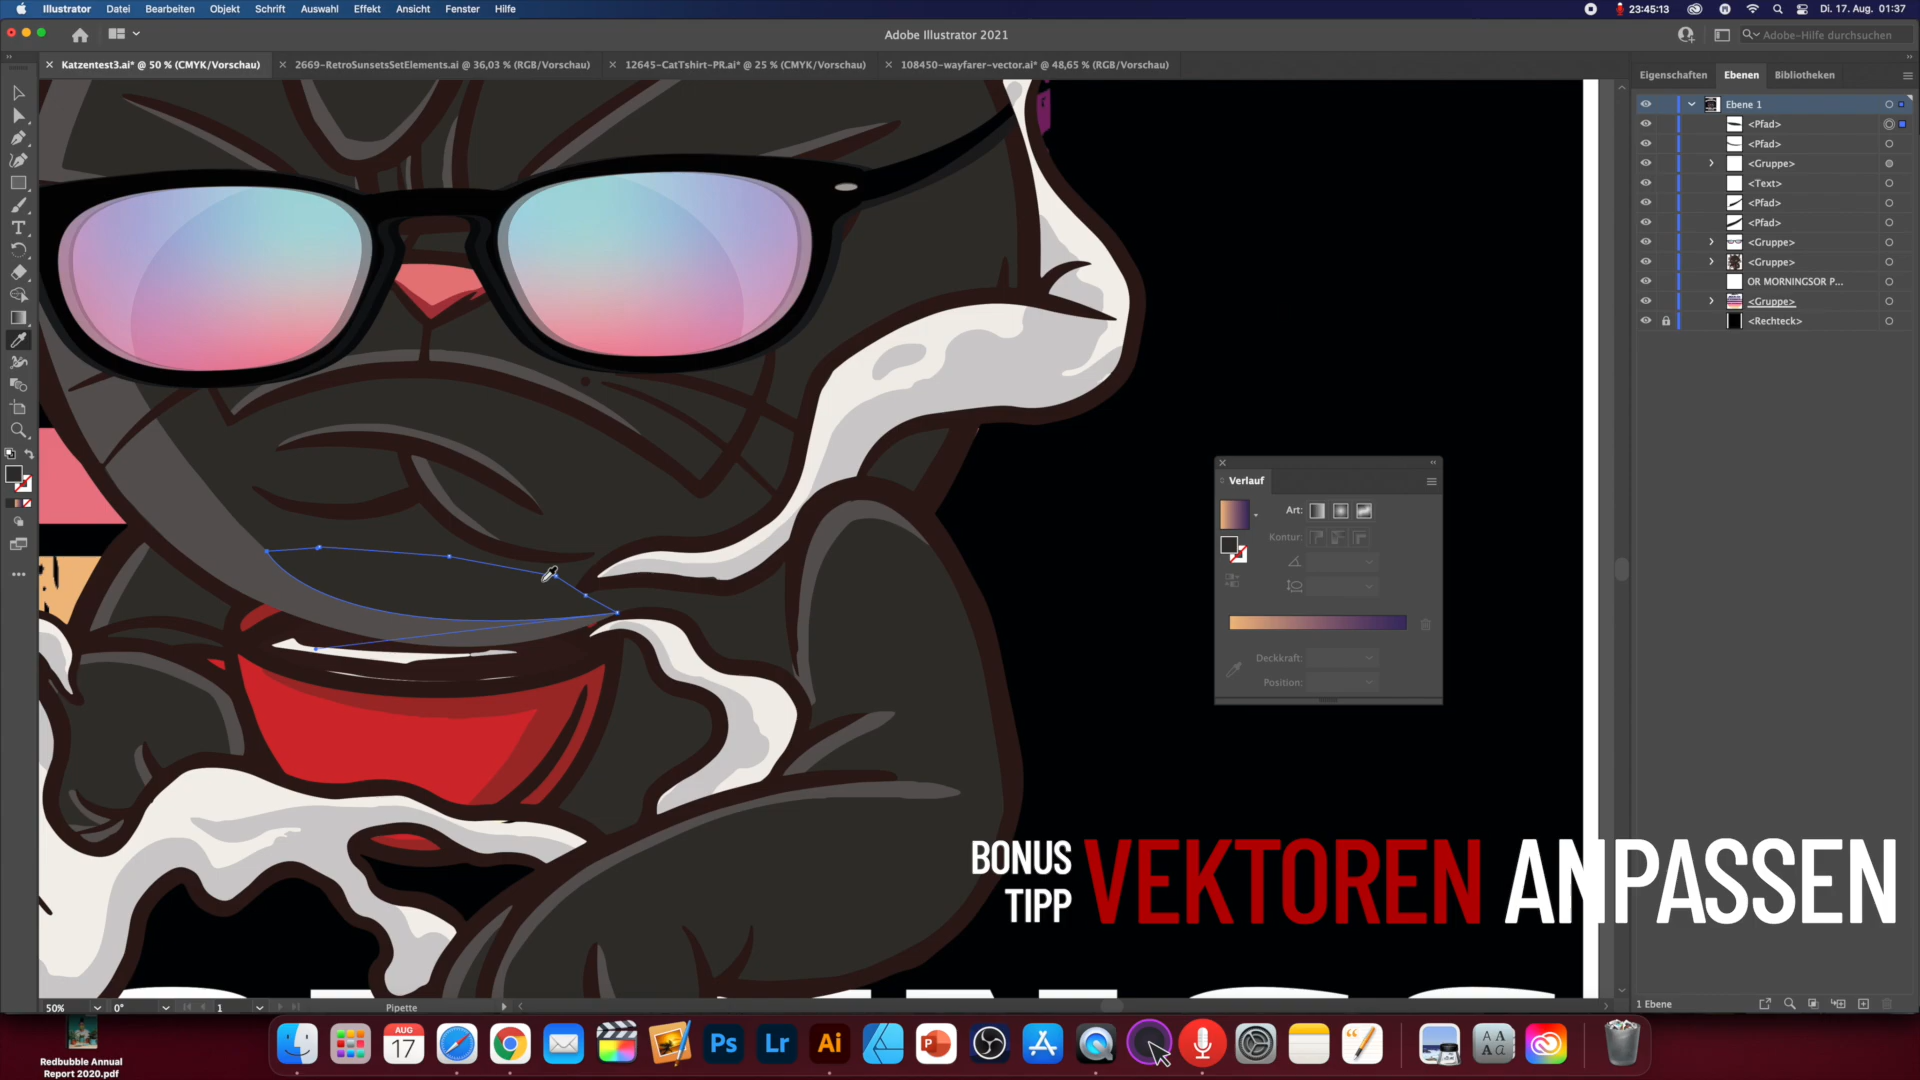 Illustrator Datei Bearbeiten Objekt Schrift Auswahl Effekt Ansicht Fenster Hilfe 23:45:13 Di. 17. Aug. 01:37
Adobe Illustrator 2021
Adobe-Hilfe durchsuchen
Katzentest3.ai* @ 50 % (CMYK/Vorschau)
2669-RetroSunsetsSetElements.ai @ 36,03 % (RGB/Vorschau)
12645-CatTshirt-PR.ai* @ 25 % (CMYK/Vorschau)
108450-wayfarer-vector.ai* @ 48,65 % (RGB/Vorschau)
Eigenschaften Ebenen Bibliotheken
Ebene 1
<Pfad>
<Pfad>
<Gruppe>
<Text>
<Pfad>
<Pfad>
<Gruppe>
<Gruppe>
OR MORNINGSOR P...
<Gruppe>
<Rechteck>
Verlauf
Art:
Kontur:
Deckkraft:
Position:
BONUS
TIPP
VEKTOREN ANPASSEN
50% 0° 1 Pipette
1 Ebene
AUG
17
Ps Lr Ai
Redbubble Annual
Report 2020.pdf